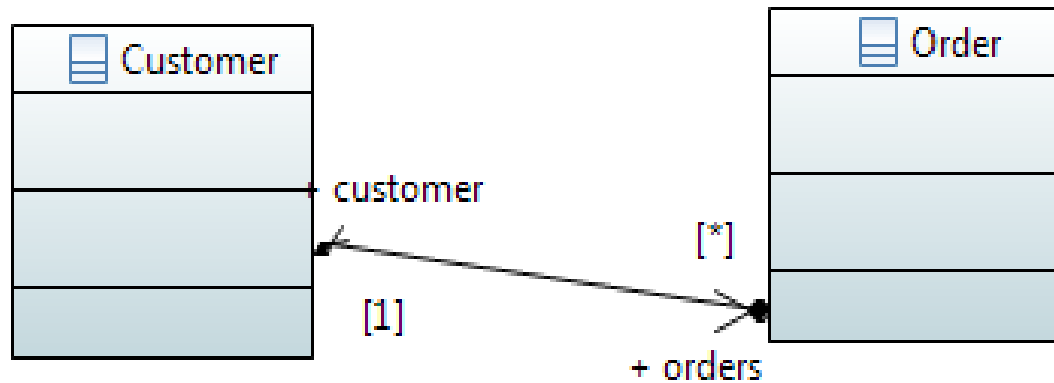 Customer
Order
+ customer
[*]
[1]
+ orders